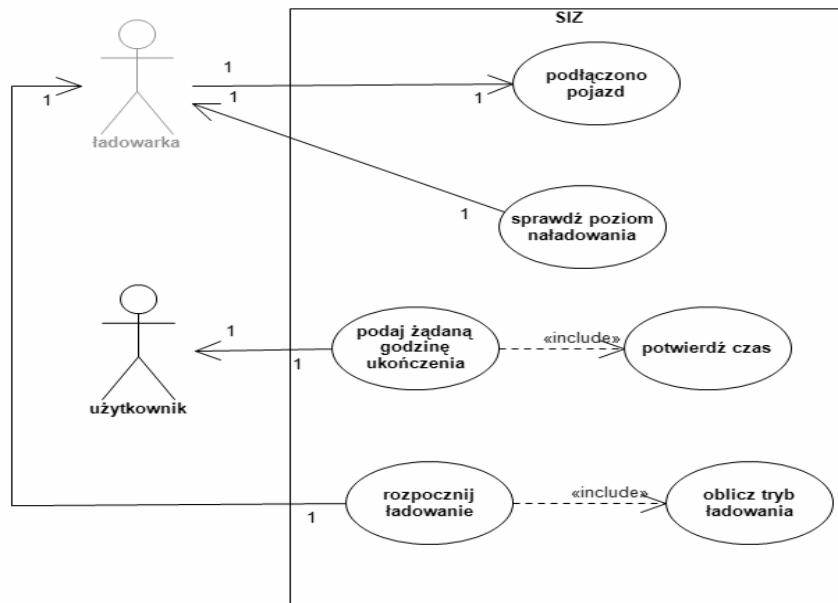 SIZ
1
1
1
1
podłączono
pojazd
ładowarka
1
sprawdź poziom
naładowania
1
1
podaj żądaną
godzinę
ukończenia
«include»
potwierdź czas
użytkownik
1
rozpocznij
ładowanie
«include»
oblicz tryb
ładowania